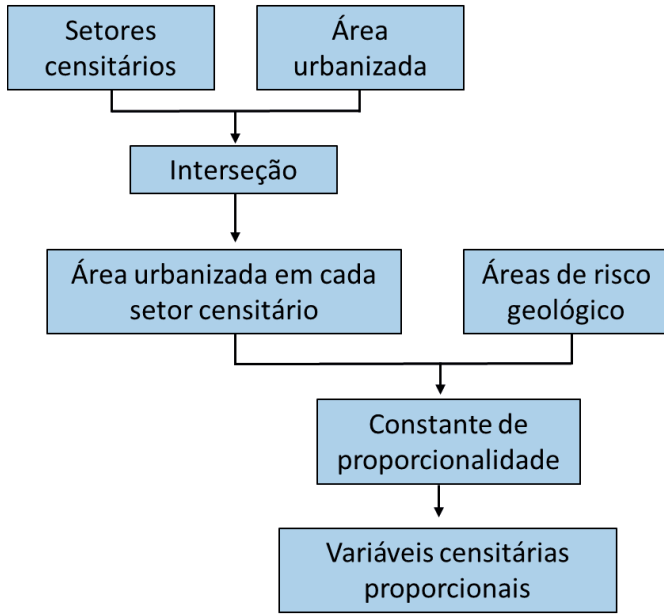 Setores
censitários
Área
urbanizada
Interseção
Área urbanizada em cada
setor censitário
Áreas de risco
geológico
Constante de
proporcionalidade
Variáveis censitárias
proporcionais